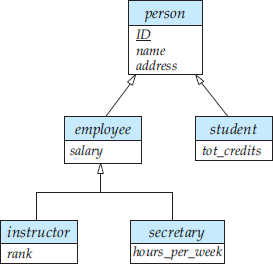 person
ID
name
address
employee
salary
student
tot_credits
instructor
rank
secretary
hours_per_week